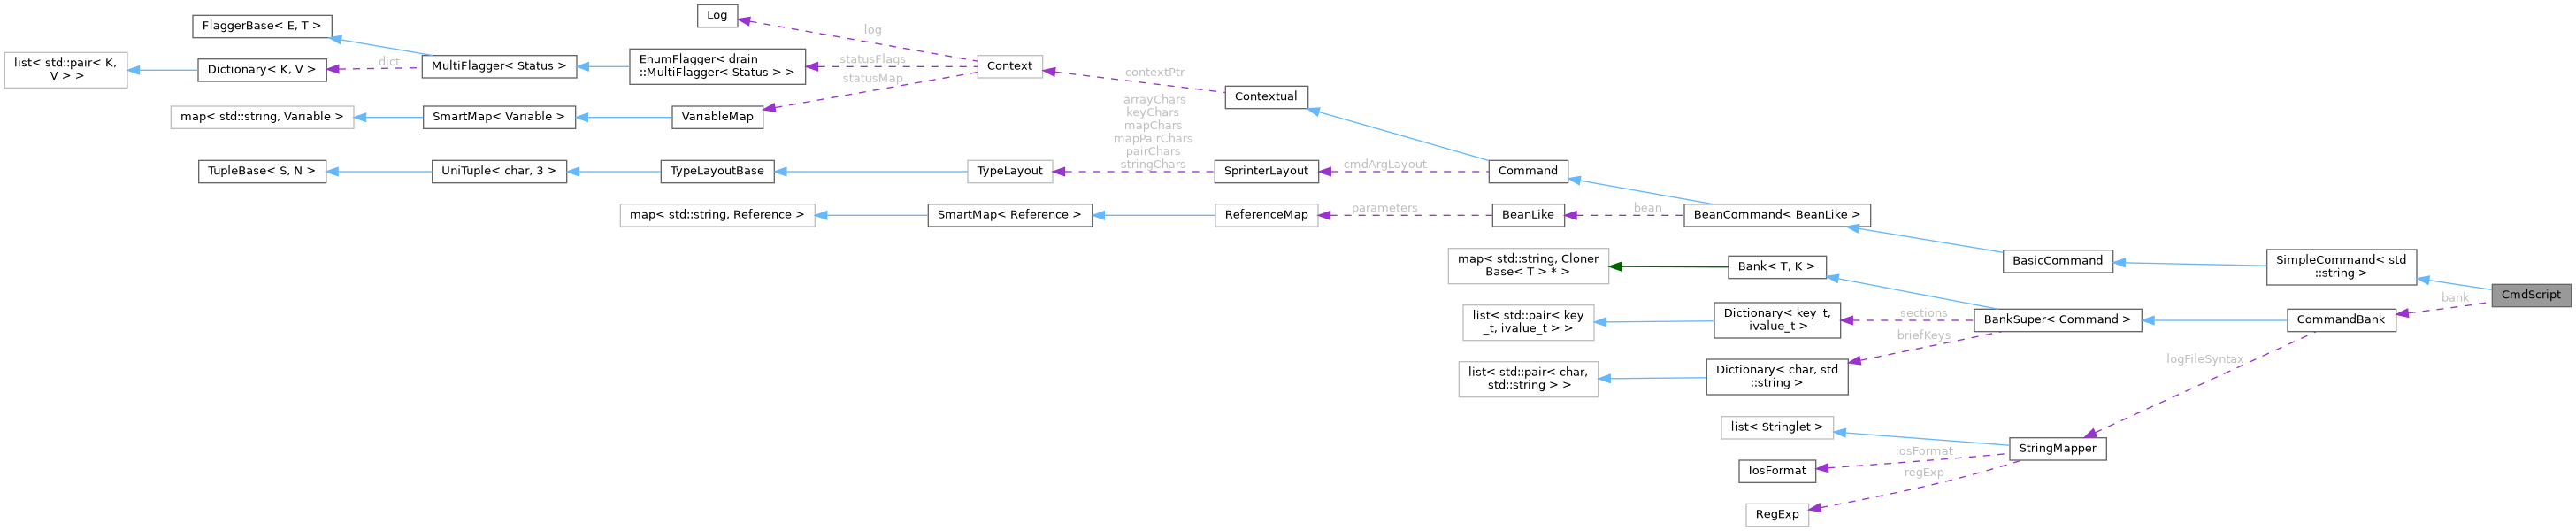 Log
FlaggerBase< E, T >
log
list< std::pair< K,
V > >
Dictionary< K, V >
dict
MultiFlagger< Status >
EnumFlagger< drain
::MultiFlagger< Status > >
statusFlags
statusMap
Context
contextPtr
Contextual
map< std::string, Variable >
SmartMap< Variable >
VariableMap
arrayChars
keyChars
mapChars
mapPairChars
pairChars
stringChars
TupleBase< S, N >
UniTuple< char, 3 >
TypeLayoutBase
TypeLayout
SprinterLayout
cmdArgLayout
Command
map< std::string, Reference >
SmartMap< Reference >
ReferenceMap
parameters
BeanLike
bean
BeanCommand< BeanLike >
map< std::string, Cloner
Base< T > * >
Bank< T, K >
BasicCommand
SimpleCommand< std
::string >
CmdScript
bank
list< std::pair< key
_t, ivalue_t > >
Dictionary< key_t,
ivalue_t >
sections
briefKeys
BankSuper< Command >
CommandBank
logFileSyntax
list< std::pair< char,
std::string > >
Dictionary< char, std
::string >
list< Stringlet >
StringMapper
iosFormat
IosFormat
regExp
RegExp